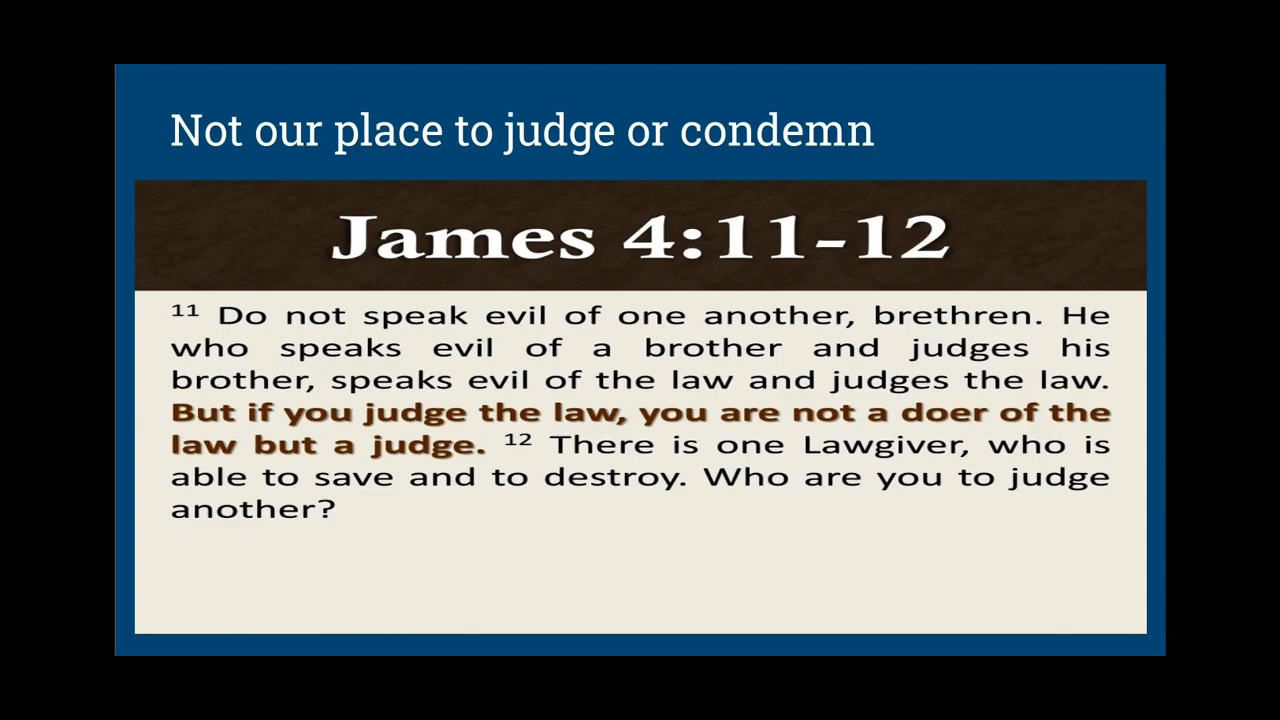 Not our place to judge or condemn
James 4:11-12
11 Do not speak evil of one another, brethren. He
who speaks evil of a brother and judges his
brother, speaks evil of the law and judges the law.
But if you judge the law, you are not a doer of the
law but a judge. 12 There is one Lawgiver, who is
able to save and to destroy. Who are you to judge
another?